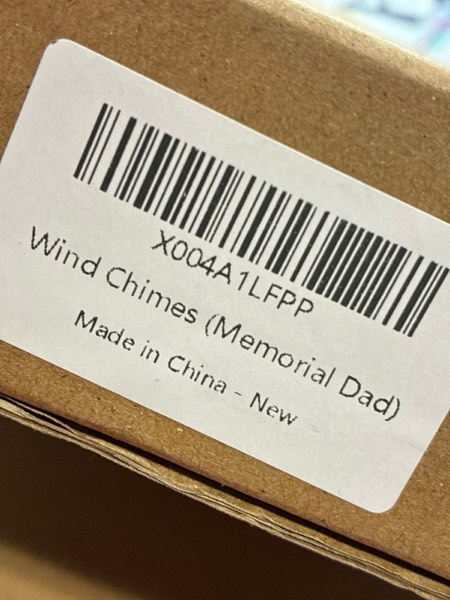 X004A1LFPP
Wind Chimes (Memorial Dad)
Made in China - New